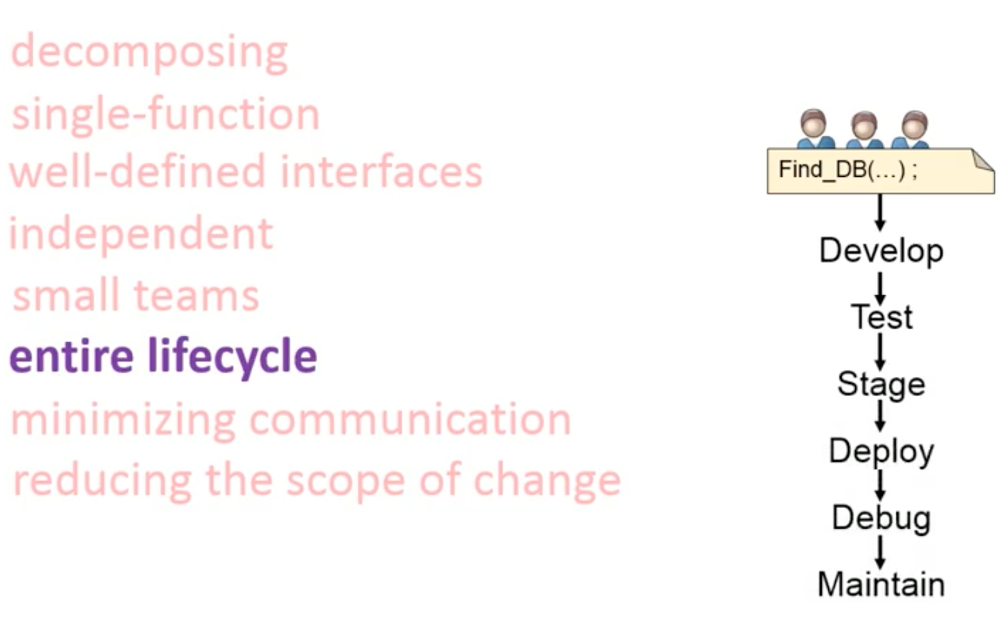 decomposing
single-function
well-defined interfaces
independent
small teams
entire lifecycle
minimizing communication
reducing the scope of change
Find_DB(...) ;
Develop
Test
Stage
Deploy
Debug
Maintain